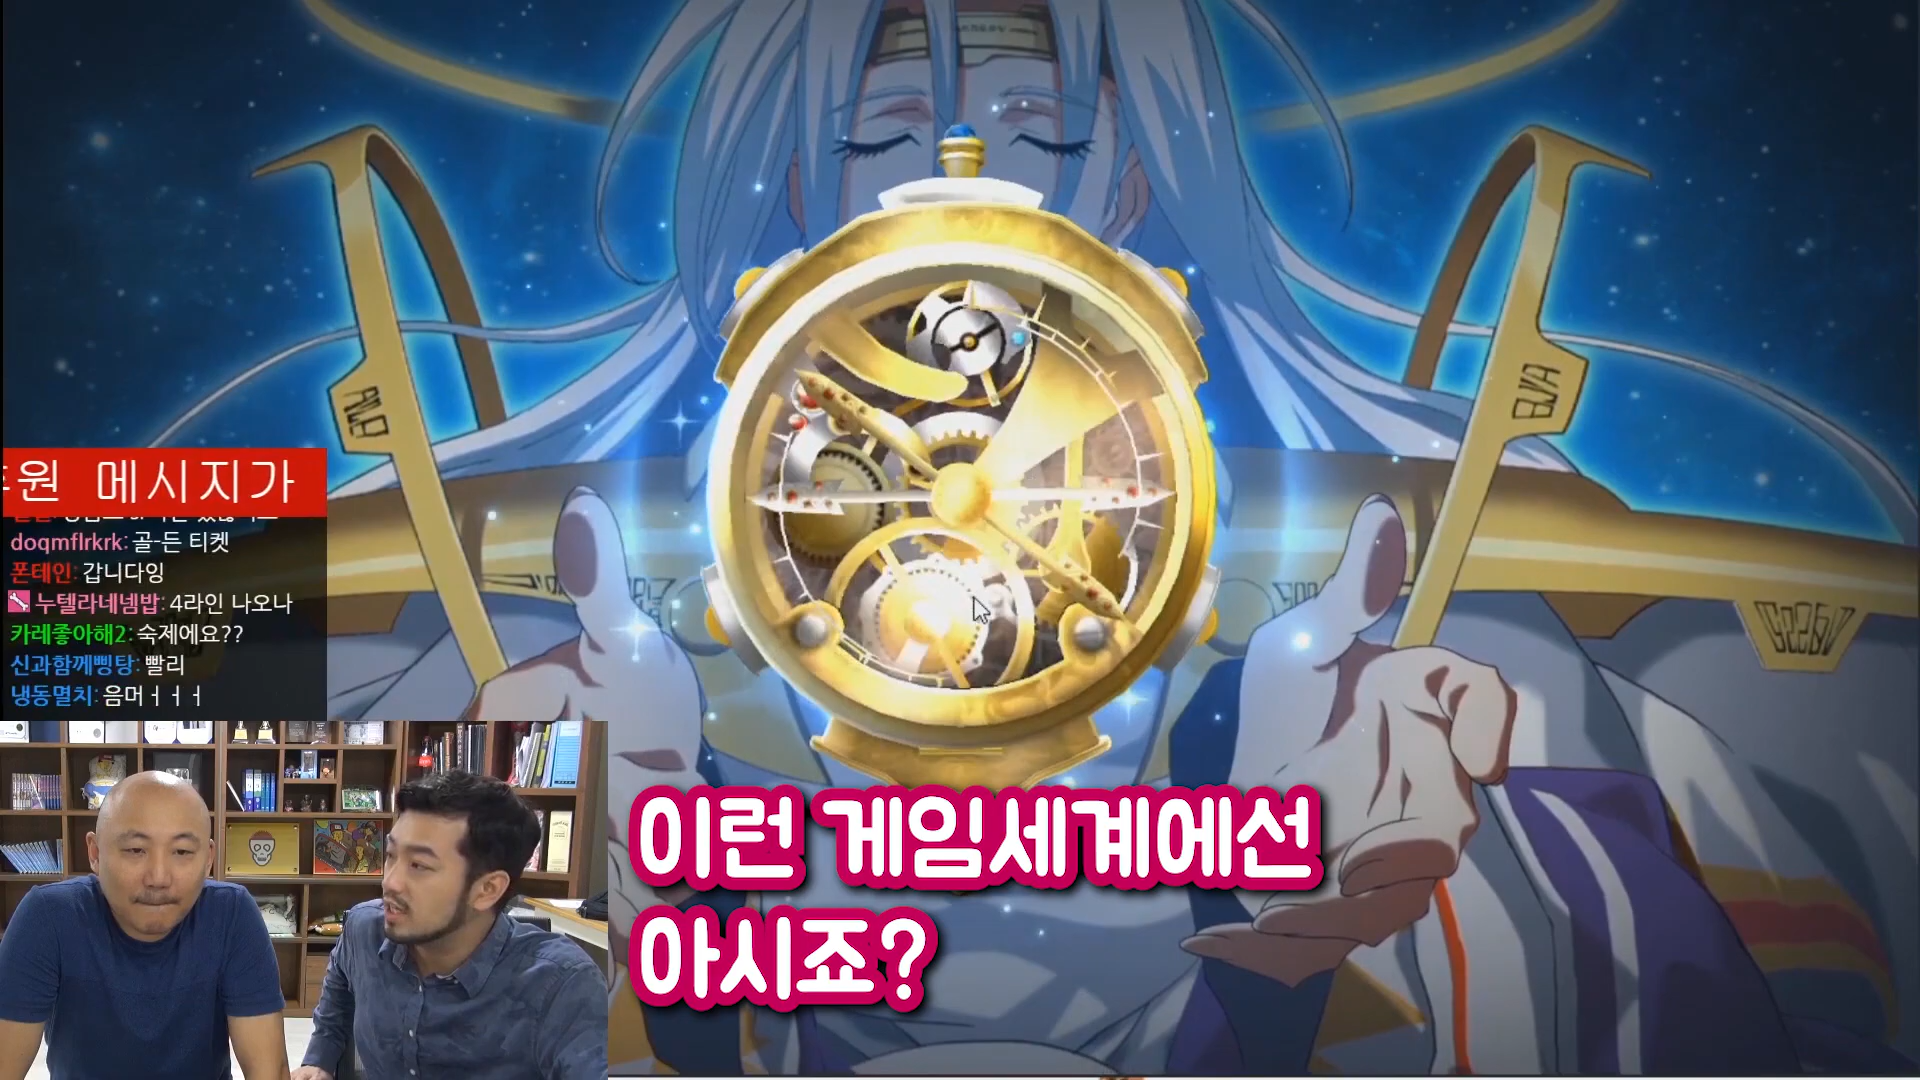 원 메시지가
doqmflrkrk: 골-든 티켓
폰테인: 갑니다잉
누텔라네넴밥: 4라인 나오나
카레좋아해2: 숙제에요??
신과함께삥탕: 빨리
냉동멸치: 음머ㅓㅓㅓ
이런 게임세계에선
아시죠?